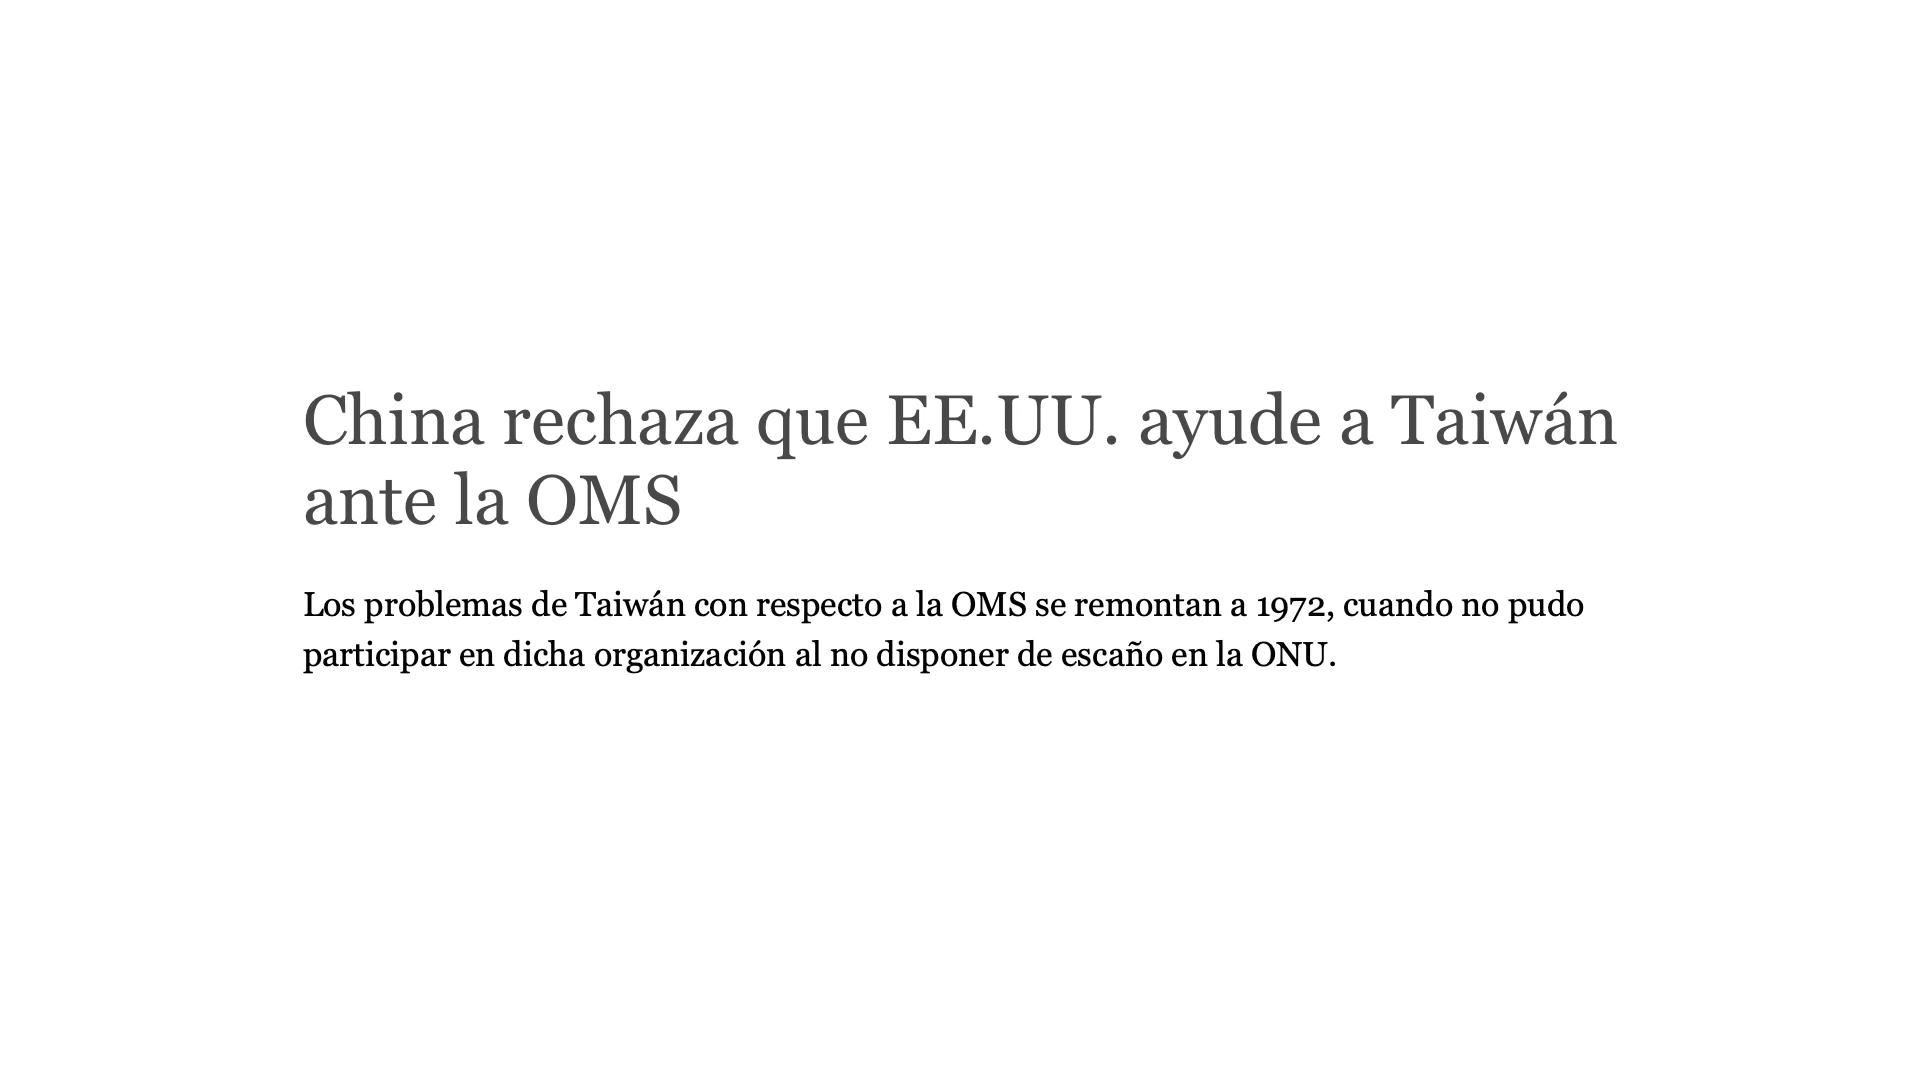 China rechaza que EE.UU. ayude a Taiwán
ante la OMS
Los problemas de Taiwán con respecto a la OMS se remontan a 1972, cuando no pudo
participar en dicha organización al no disponer de escaño en la ONU.